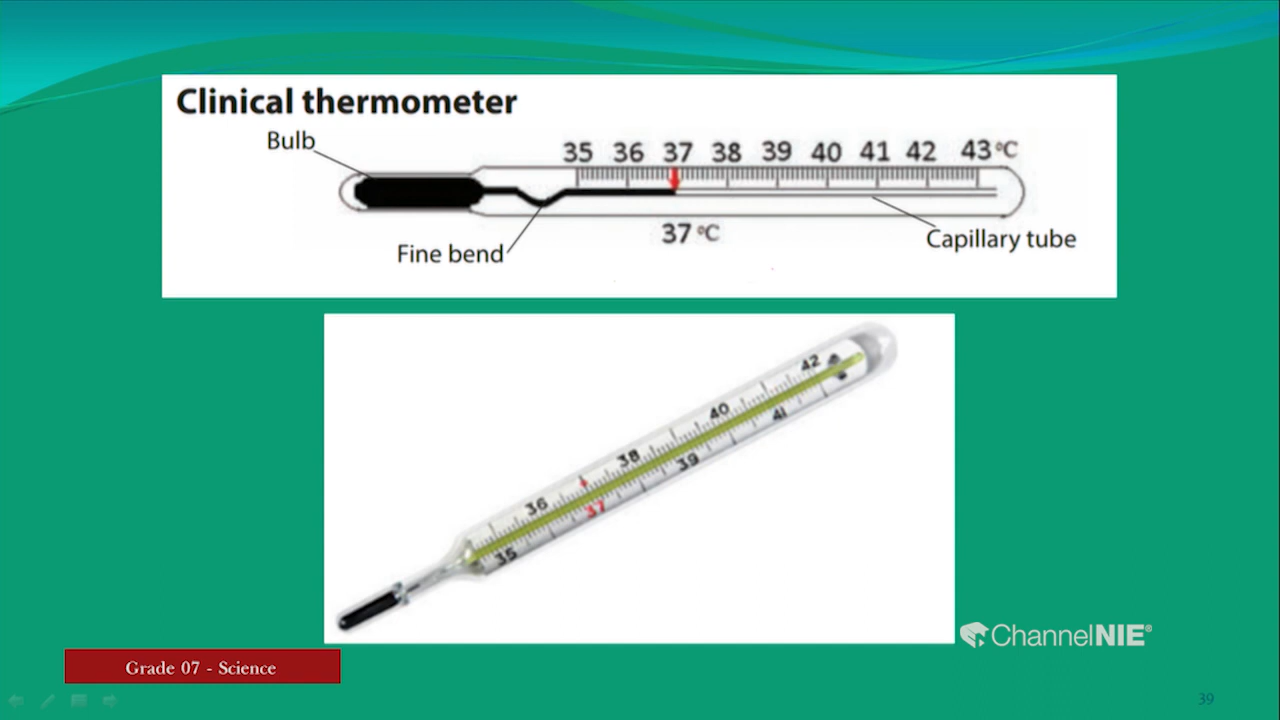 Clinical thermometer
Bulb
35 36 37 38 39 40 41 42 43 °C
37 °C
Fine bend
Capillary tube
42
40
41
38
39
36
37
35
ChannelNIE®
Grade 07 - Science
39